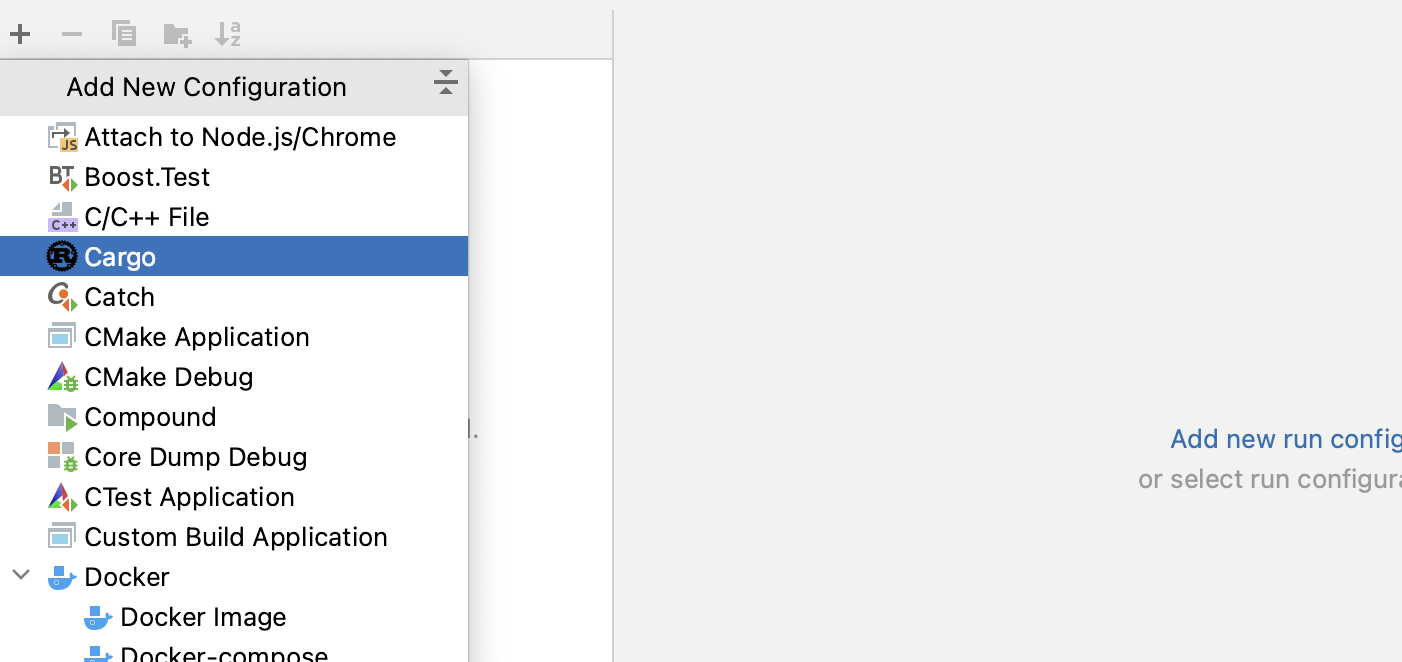 Add New Configuration
Attach to Node.js/Chrome
Boost.Test
C/C++ File
Cargo
Catch
CMake Application
CMake Debug
Compound
Core Dump Debug
CTest Application
Custom Build Application
Docker
Docker Image
Docker-compose
Add new run config
or select run configura